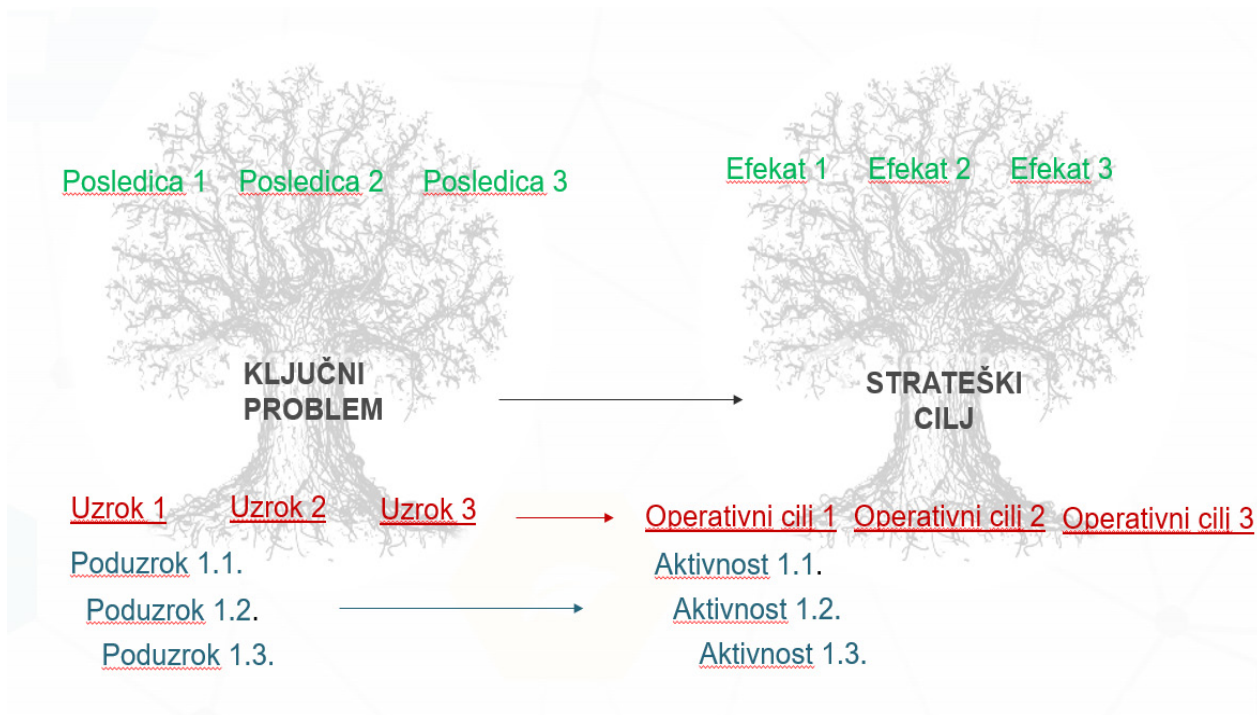 Posledica 1 Posledica 2 Posledica 3
Efekat 1 Efekat 2 Efekat 3
KLJUČNI
PROBLEM
STRATEŠKI
CILJ
Uzrok 1 Uzrok 2 Uzrok 3
Operativni cilj 1 Operativni cilj 2 Operativni cilj 3
Poduzrok 1.1.
Poduzrok 1.2.
Poduzrok 1.3.
Aktivnost 1.1.
Aktivnost 1.2.
Aktivnost 1.3.